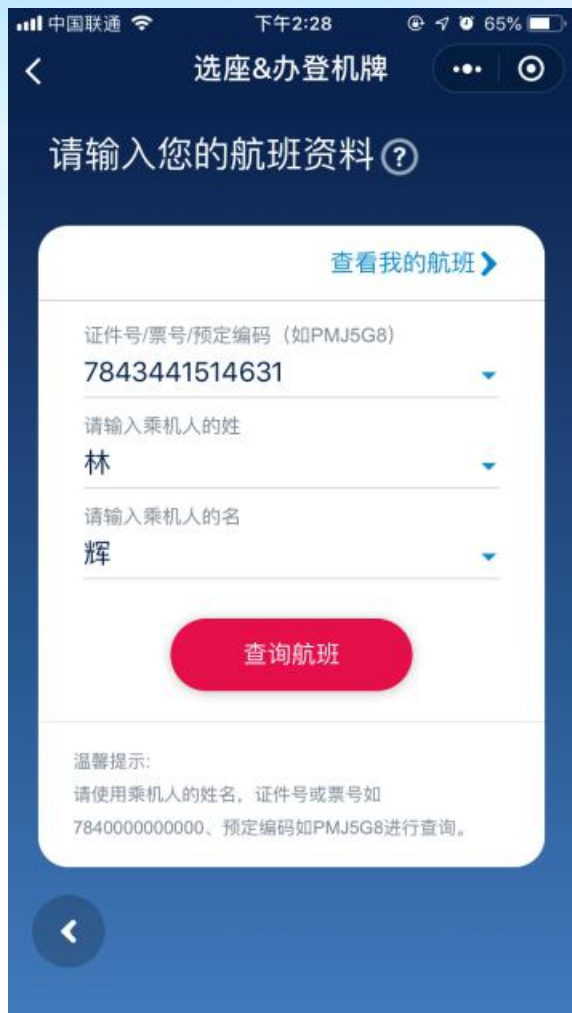 中国联通 下午2:28 65%
选座&办登机牌
请输入您的航班资料?
查看我的航班
证件号/票号/预定编码（如PMJ5G8）
7843441514631
请输入乘机人的姓
林
请输入乘机人的名
辉
查询航班
温馨提示:
请使用乘机人的姓名，证件号或票号如
7840000000000、预定编码如PMJ5G8进行查询。